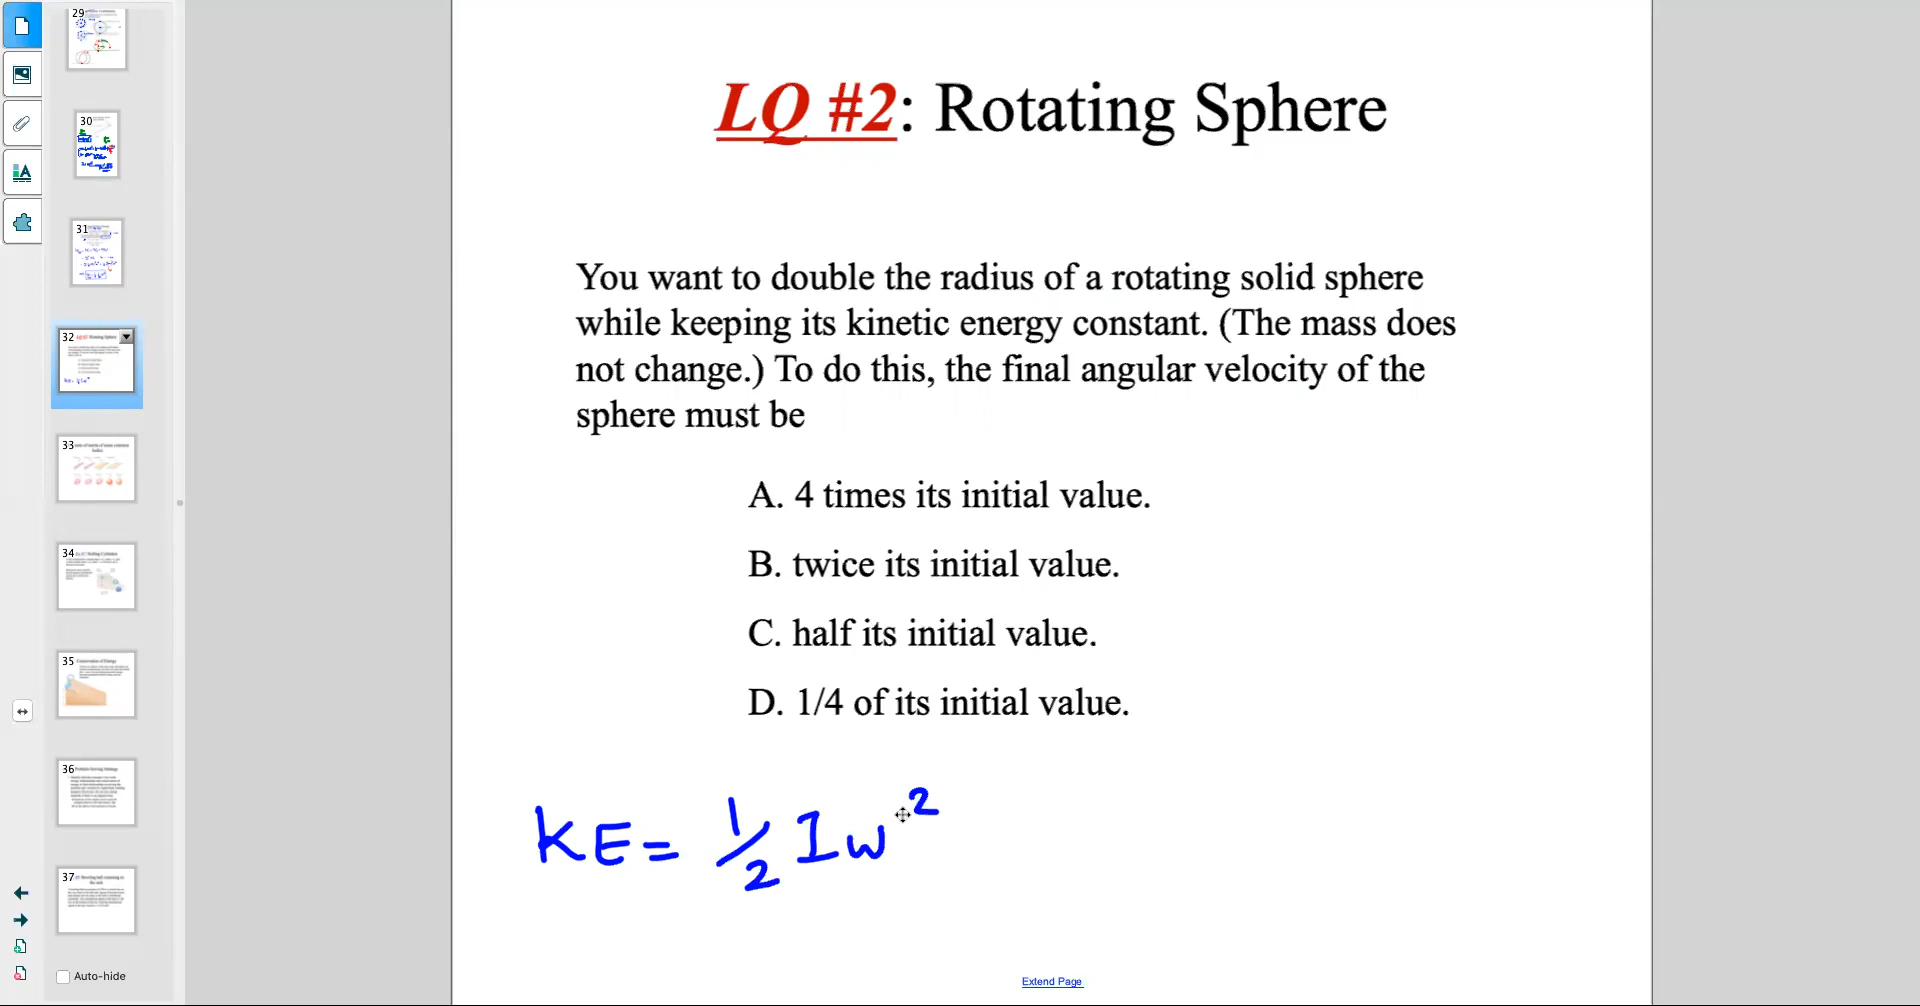 LQ #2: Rotating Sphere
You want to double the radius of a rotating solid sphere
while keeping its kinetic energy constant. (The mass does
not change.) To do this, the final angular velocity of the
sphere must be
A. 4 times its initial value.
B. twice its initial value.
C. half its initial value.
D. 1/4 of its initial value.
KE = 1/2 Iω²
Extend Page
29
30
31
32
33
34
35
Conservation of Energy
36
37
Auto-hide